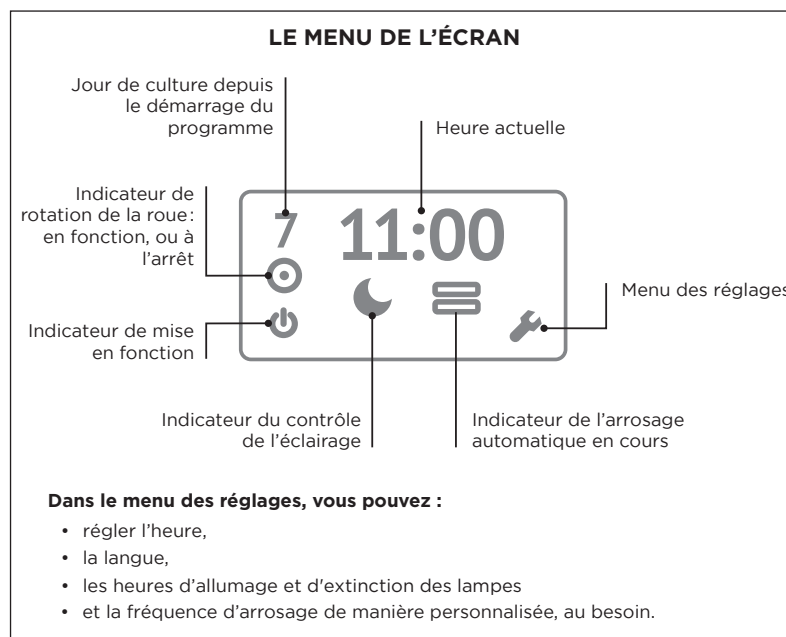 LE MENU DE L'ÉCRAN
Jour de culture depuis
le démarrage du
programme
Heure actuelle
Indicateur de
rotation de la roue :
en fonction, ou à
l'arrêt
7
11:00
Menu des réglages
Indicateur de mise
en fonction
Indicateur du contrôle
de l'éclairage
Indicateur de l'arrosage
automatique en cours
Dans le menu des réglages, vous pouvez :
• régler l'heure,
• la langue,
• les heures d'allumage et d'extinction des lampes
• et la fréquence d'arrosage de manière personnalisée, au besoin.